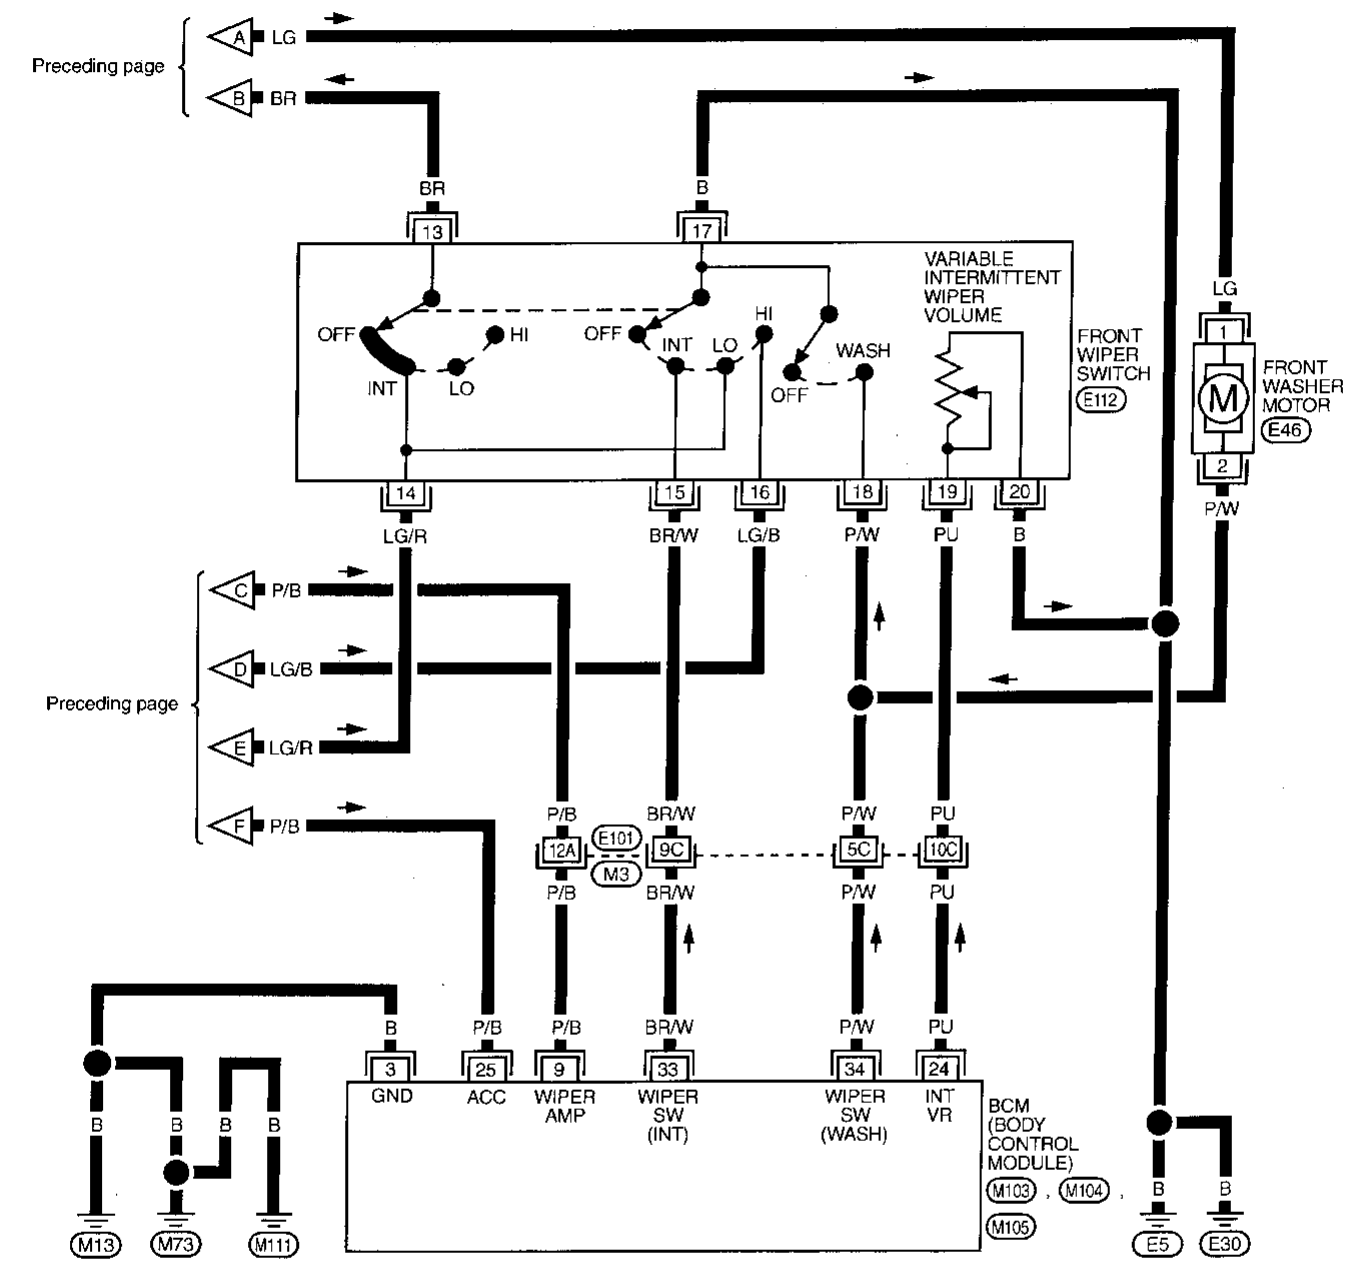 A LG
Preceding page
B BR
BR
B
13
17
VARIABLE
INTERMITTENT
WIPER
VOLUME
LG
1
OFF
HI
INT
LO
OFF
INT
LO
HI
WASH
OFF
FRONT
WIPER
SWITCH
E112
M
FRONT
WASHER
MOTOR
E46
2
P/W
14
15
16
18
19
20
LG/R
BR/W
LG/B
P/W
PU
B
C P/B
D LG/B
Preceding page
E LG/R
F P/B
P/B
BR/W
P/W
PU
12A
E101
M3
9C
5C
10C
P/B
BR/W
P/W
PU
B
P/B
P/B
BR/W
P/W
PU
3
25
9
33
34
24
GND
ACC
WIPER
AMP
WIPER
SW
(INT)
WIPER
SW
(WASH)
INT
VR
BCM
(BODY
CONTROL
MODULE)
M103 , M104 ,
M105
B
B
B
B
B
B
M13
M73
M111
E5
E30